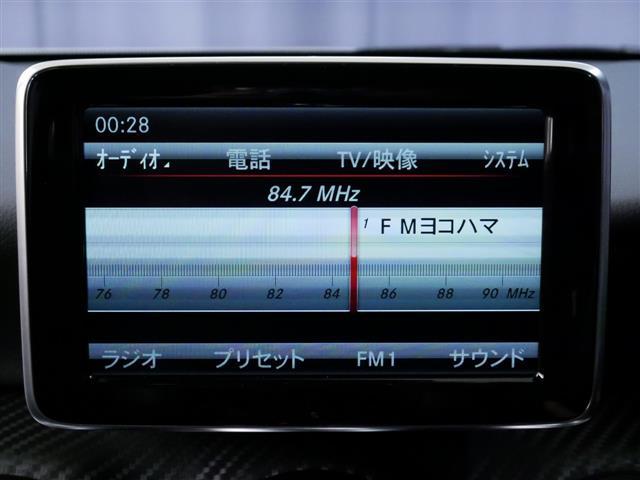 00:28
ｵｰﾃﾞｨｵ 電話 TV/映像 ｼｽﾃﾑ
84.7 MHz
1 ＦＭヨコハマ
76 78 80 82 84 86 88 90 MHz
ラジオ プリセット FM1 サウンド